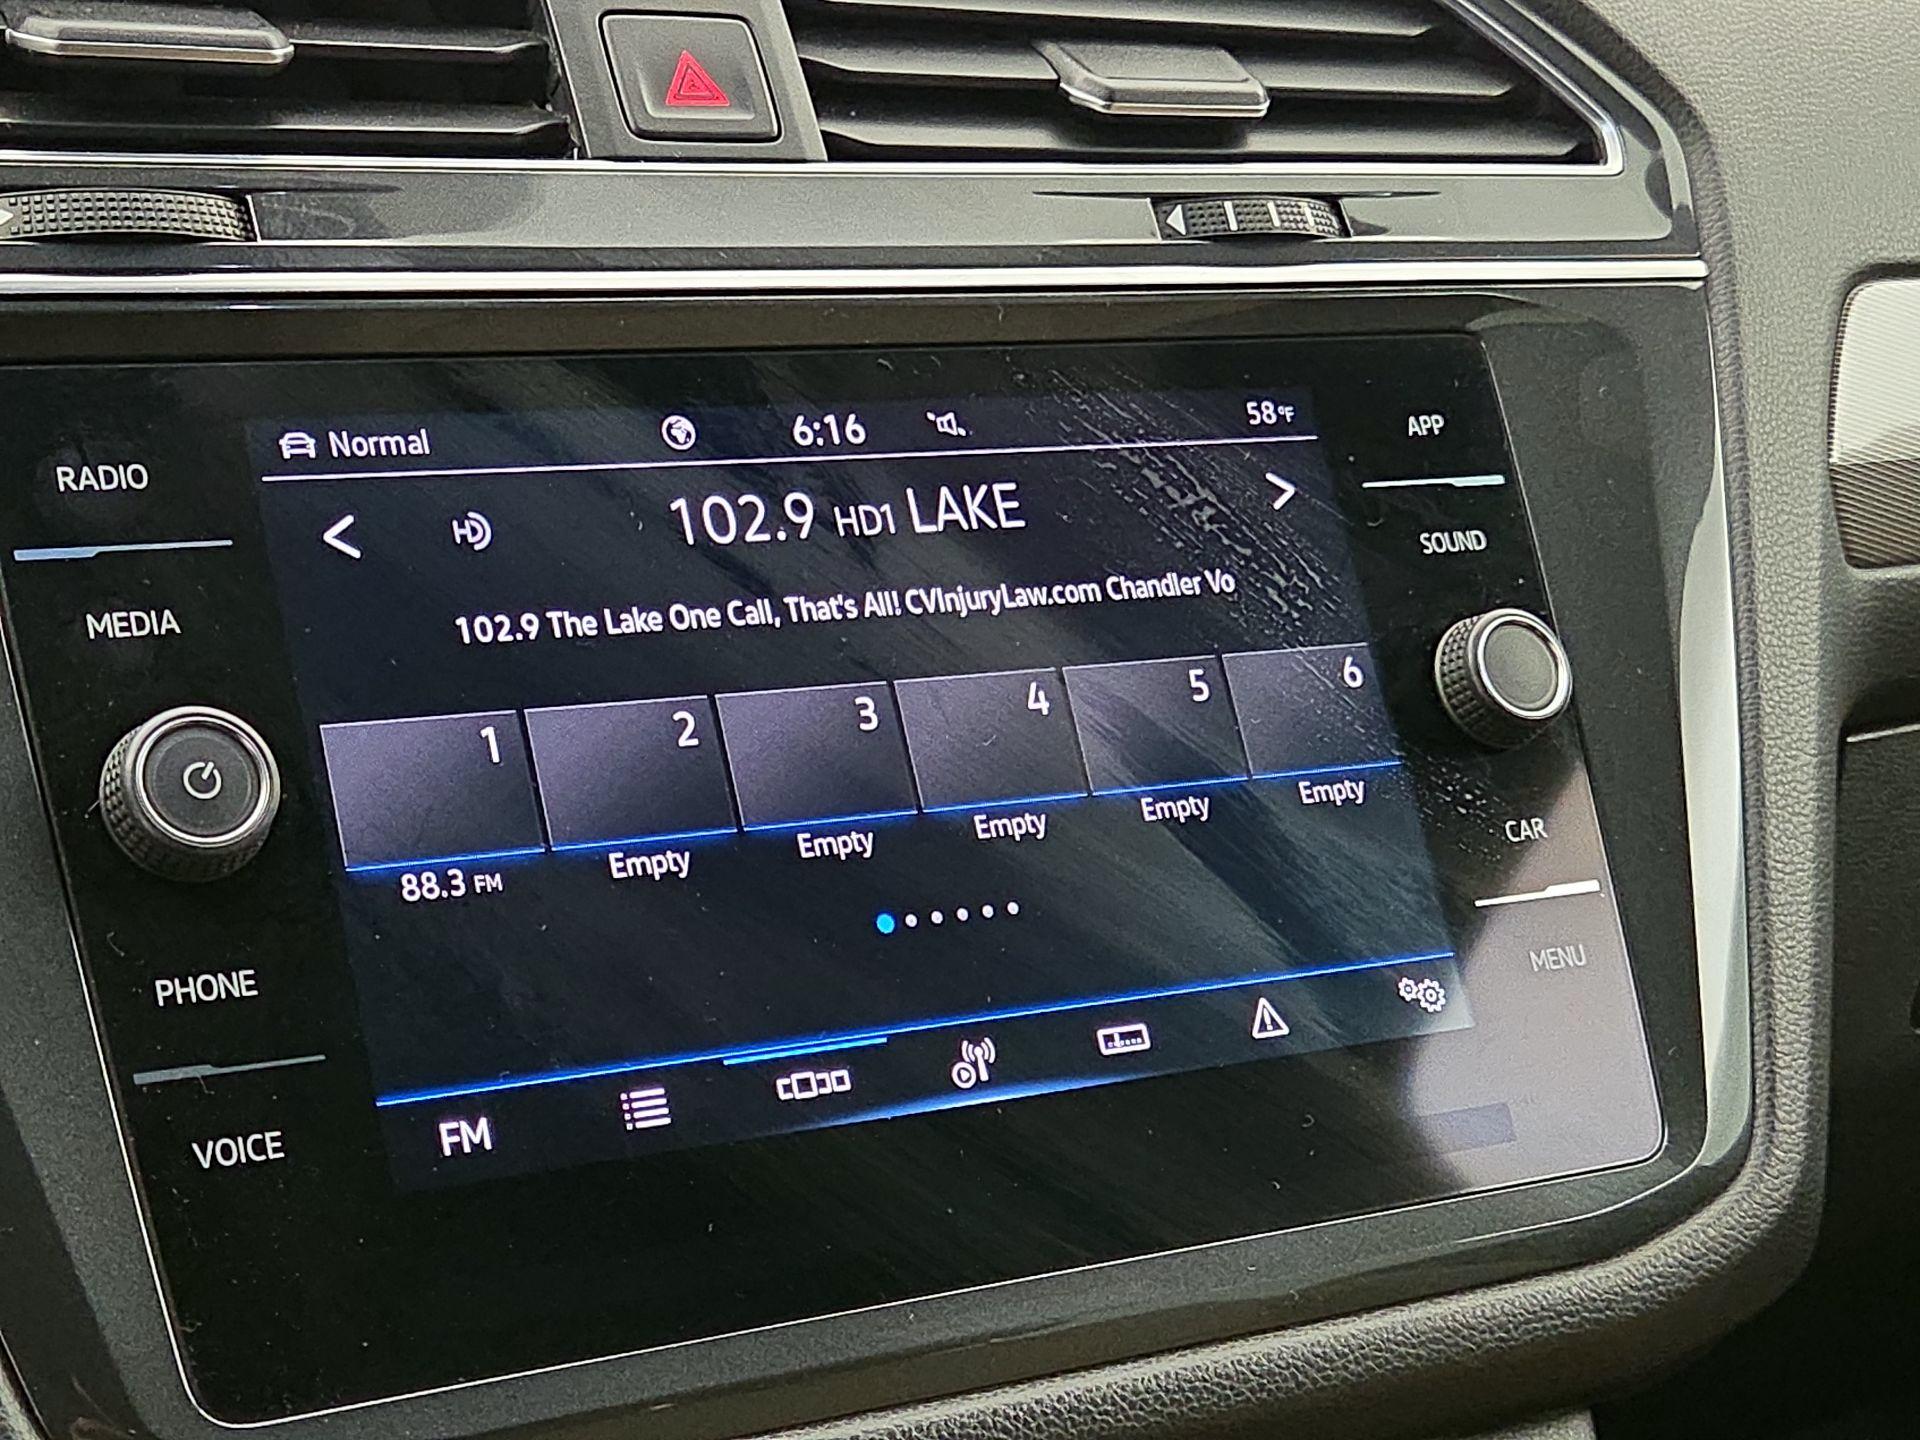 RADIO
MEDIA
PHONE
VOICE
Normal
6:16
58°F
HD
102.9 HD1 LAKE
102.9 The Lake One Call, That's All! CVInjuryLaw.com Chandler Vo
1
2
3
4
5
6
88.3 FM
Empty
Empty
Empty
Empty
Empty
FM
APP
SOUND
CAR
MENU